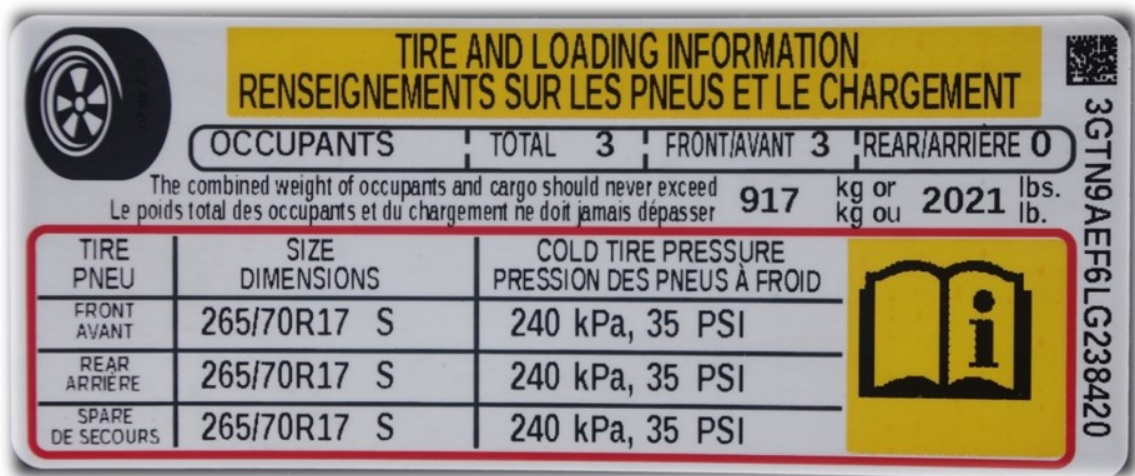 TIRE AND LOADING INFORMATION
RENSEIGNEMENTS SUR LES PNEUS ET LE CHARGEMENT
OCCUPANTS TOTAL 3 FRONT/AVANT 3 REAR/ARRIÈRE 0
The combined weight of occupants and cargo should never exceed 917 kg or 2021 lbs.
Le poids total des occupants et du chargement ne doit jamais dépasser kg ou lb.
TIRE SIZE COLD TIRE PRESSURE
PNEU DIMENSIONS PRESSION DES PNEUS À FROID
FRONT
AVANT 265/70R17 S 240 kPa, 35 PSI
REAR
ARRIÈRE 265/70R17 S 240 kPa, 35 PSI
SPARE
DE SECOURS 265/70R17 S 240 kPa, 35 PSI
i
3GTN9AEF6LG238420